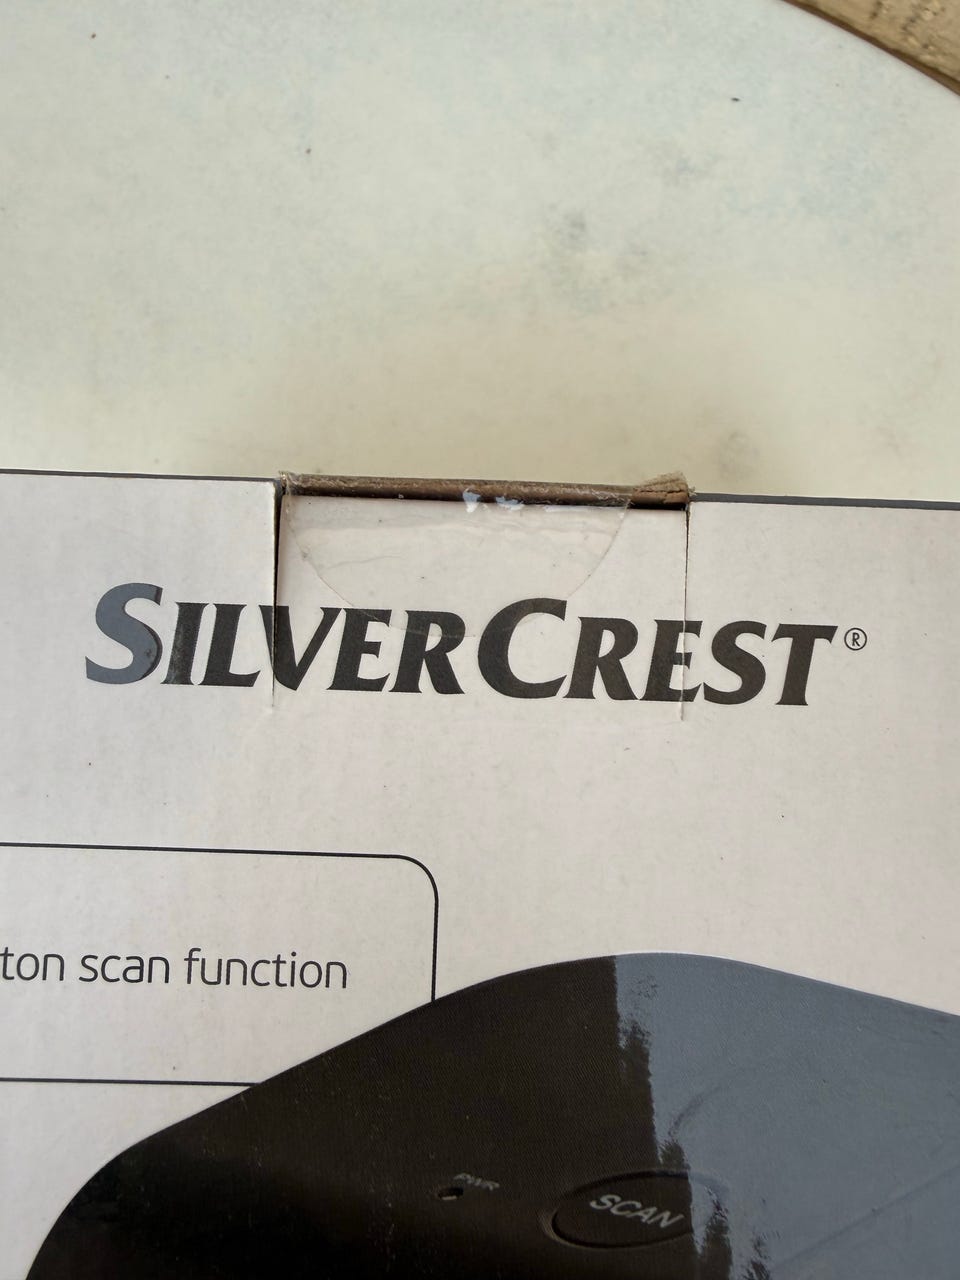 SILVERCREST®
ton scan function
PWR
SCAN